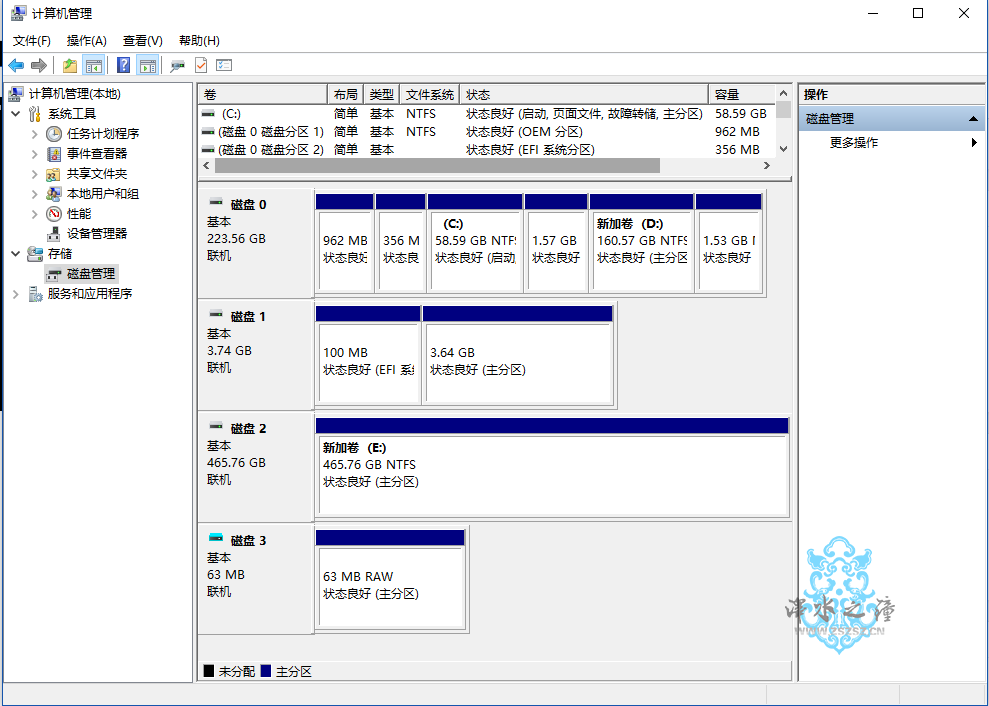 计算机管理
文件(F) 操作(A) 查看(V) 帮助(H)
计算机管理(本地)
系统工具
任务计划程序
事件查看器
共享文件夹
本地用户和组
性能
设备管理器
存储
磁盘管理
服务和应用程序
卷 布局 类型 文件系统 状态 容量
(C:) 简单 基本 NTFS 状态良好 (启动, 页面文件, 故障转储, 主分区) 58.59 GB
(磁盘 0 磁盘分区 1) 简单 基本 NTFS 状态良好 (OEM 分区) 962 MB
(磁盘 0 磁盘分区 2) 简单 基本 状态良好 (EFI 系统分区) 356 MB
磁盘 0
基本
223.56 GB
联机
962 MB
状态良好
356 M
状态良
(C:)
58.59 GB NTF
状态良好 (启动
1.57 GB
状态良好
新加卷 (D:)
160.57 GB NTFS
状态良好 (主分区
1.53 GB
状态良好
磁盘 1
基本
3.74 GB
联机
100 MB
状态良好 (EFI 系
3.64 GB
状态良好 (主分区)
磁盘 2
基本
465.76 GB
联机
新加卷 (E:)
465.76 GB NTFS
状态良好 (主分区)
磁盘 3
基本
63 MB
联机
63 MB RAW
状态良好 (主分区)
未分配 主分区
操作
磁盘管理
更多操作
WWW.ZSZSZ.CN